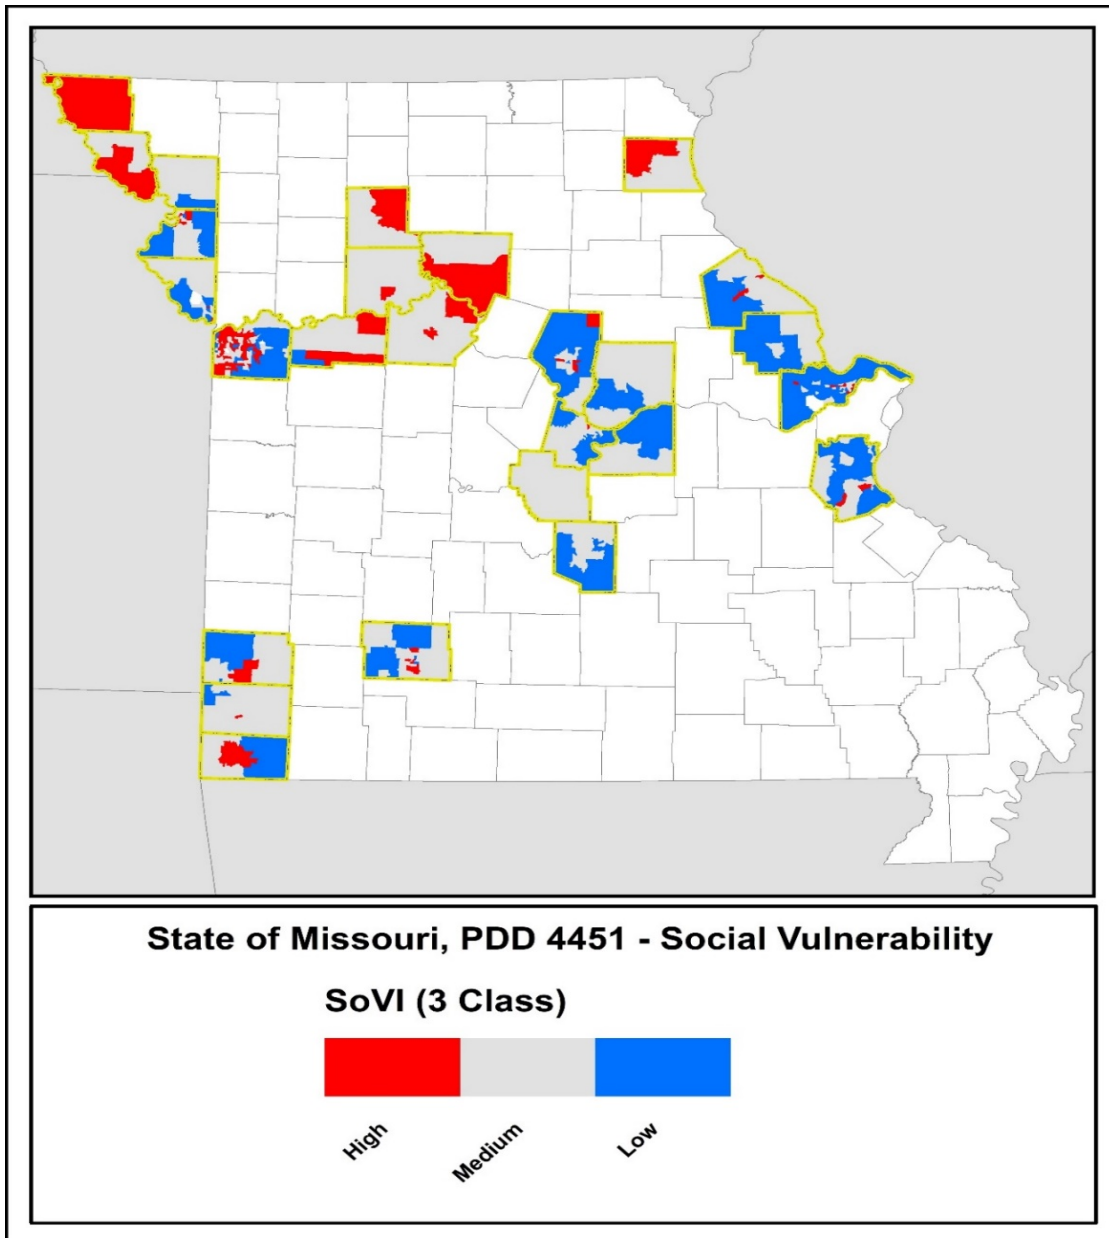 State of Missouri, PDD 4451 - Social Vulnerability
SoVI (3 Class)
High
Medium
Low